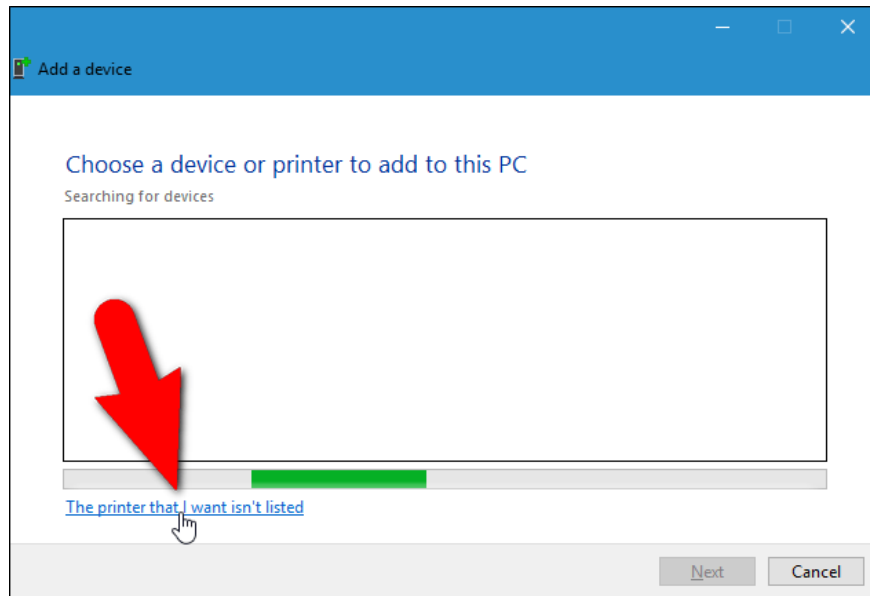 Add a device
Choose a device or printer to add to this PC
Searching for devices
The printer that I want isn't listed
Next
Cancel